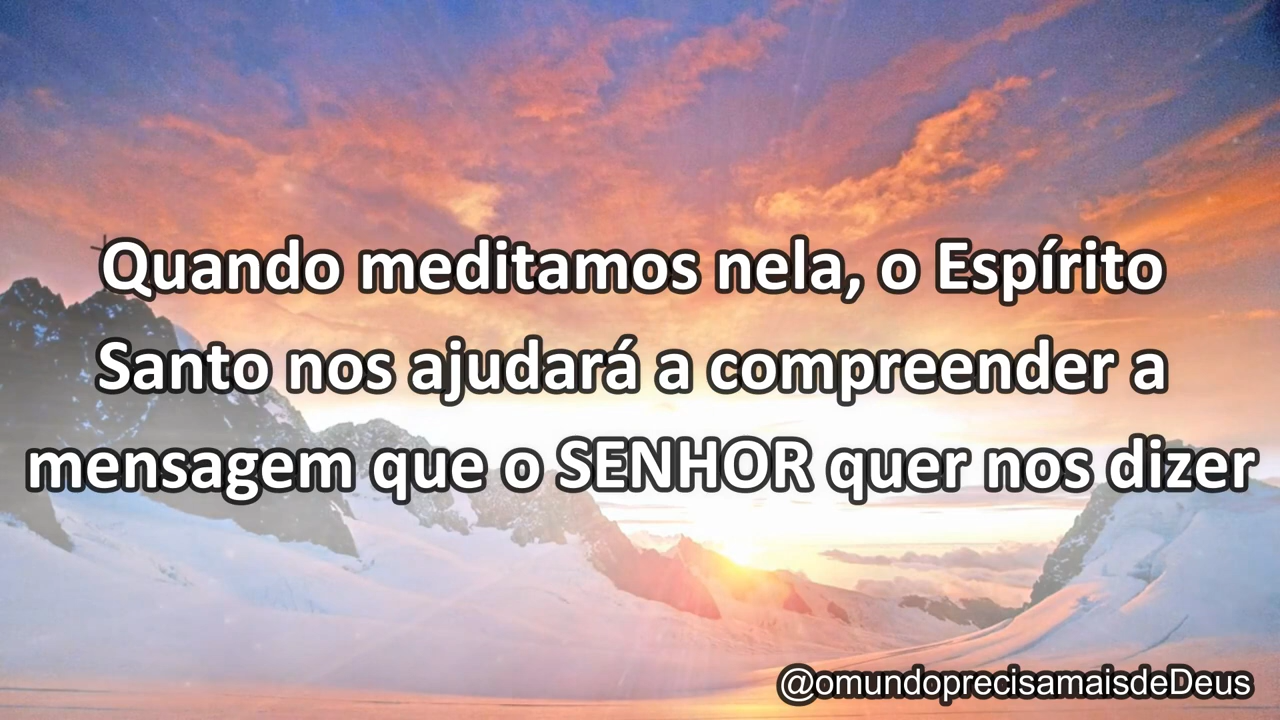 Quando meditamos nela, o Espírito
Santo nos ajudará a compreender a
mensagem que o SENHOR quer nos dizer
@omundoprecisamaisdeDeus